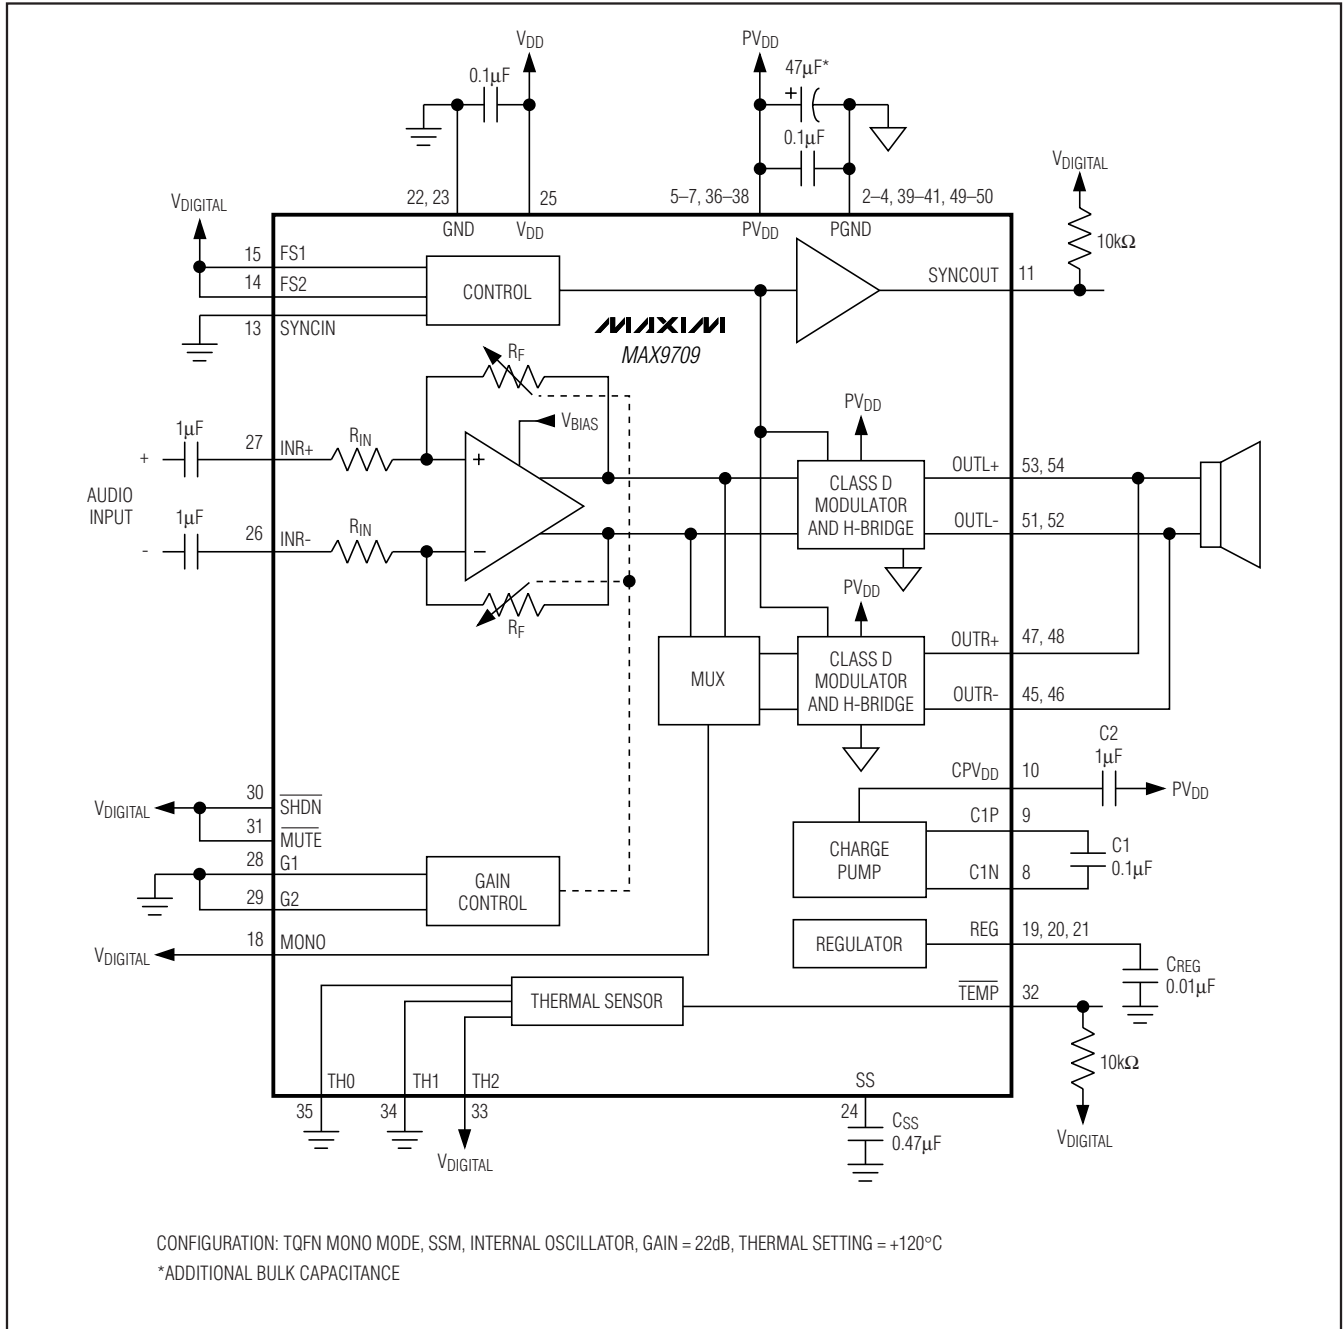 VDD
PVDD
0.1µF
47µF*
+
0.1µF
VDIGITAL
VDIGITAL
22, 23
25
5–7, 36–38
2–4, 39–41, 49–50
GND
VDD
PVDD
PGND
10kΩ
15
FS1
14
FS2
13
SYNCIN
CONTROL
SYNCOUT
11
MAXIM
MAX9709
RF
VBIAS
PVDD
1µF
27
INR+
RIN
+
+
AUDIO
INPUT
1µF
26
INR-
RIN
-
−
RF
CLASS D
MODULATOR
AND H-BRIDGE
OUTL+
53, 54
OUTL-
51, 52
PVDD
MUX
CLASS D
MODULATOR
AND H-BRIDGE
OUTR+
47, 48
OUTR-
45, 46
C2
1µF
CPVDD
10
PVDD
VDIGITAL
30
SHDN
31
MUTE
28
G1
29
G2
GAIN
CONTROL
CHARGE
PUMP
C1P
9
C1
0.1µF
C1N
8
18
MONO
VDIGITAL
REGULATOR
REG
19, 20, 21
CREG
0.01µF
THERMAL SENSOR
TEMP
32
10kΩ
VDIGITAL
TH0
TH1
TH2
SS
35
34
33
24
VDIGITAL
CSS
0.47µF
CONFIGURATION: TQFN MONO MODE, SSM, INTERNAL OSCILLATOR, GAIN = 22dB, THERMAL SETTING = +120°C
*ADDITIONAL BULK CAPACITANCE